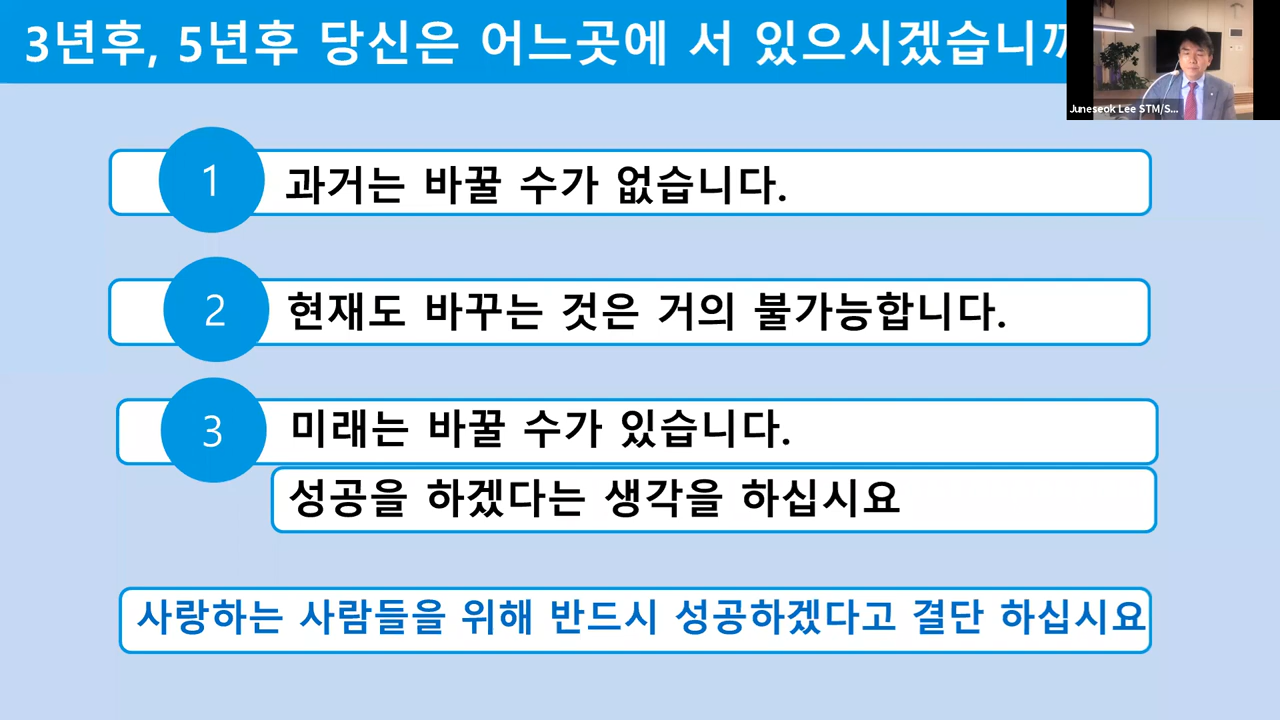 3년후, 5년후 당신은 어느곳에 서 있으시겠습니까
Juneseok Lee STM/S...
1 과거는 바꿀 수가 없습니다.
2 현재도 바꾸는 것은 거의 불가능합니다.
3 미래는 바꿀 수가 있습니다.
성공을 하겠다는 생각을 하십시요
사랑하는 사람들을 위해 반드시 성공하겠다고 결단 하십시요